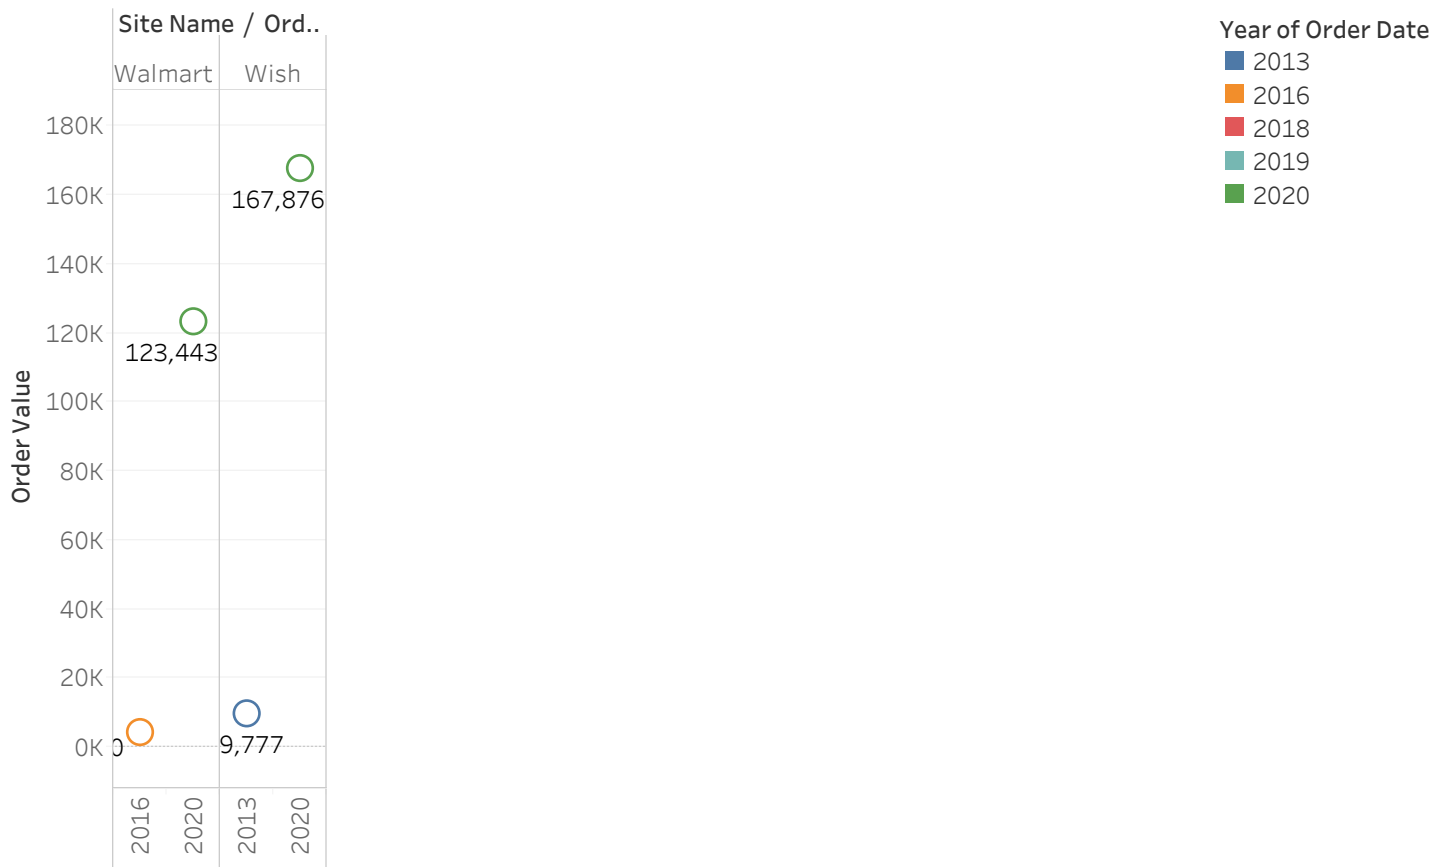 Site Name / Ord..
Walmart Wish
180K
160K
140K
120K
100K
80K
60K
40K
20K
0K
Order Value
167,876
123,443
0
9,777
2016 2020 2013 2020
Year of Order Date
2013
2016
2018
2019
2020